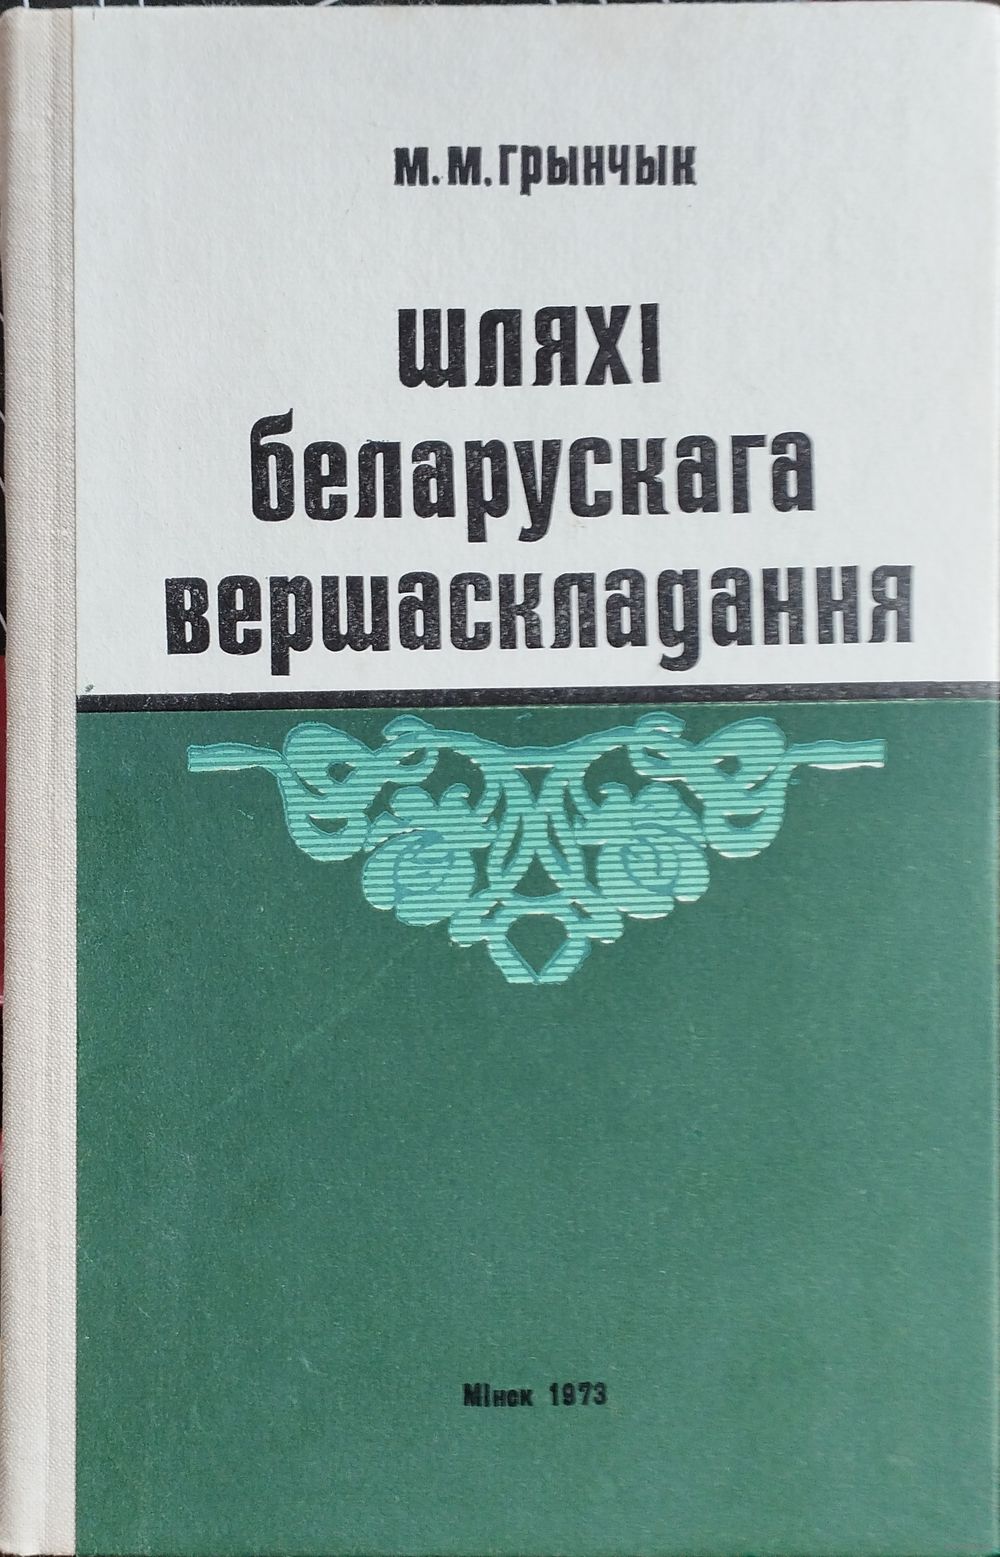 М. М. Грынчык
шляхі
беларускага
вершаскладання
Мінск 1973